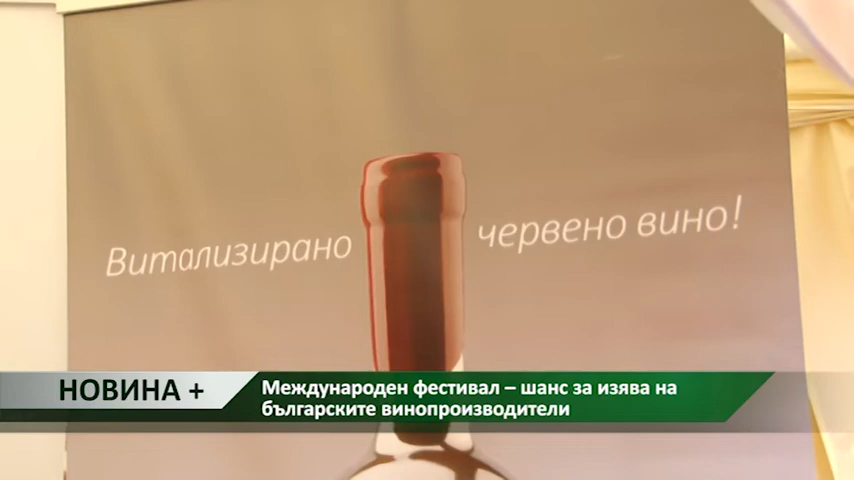 Витализирано червено вино!
НОВИНА +
Международен фестивал – шанс за изява на
българските винопроизводители